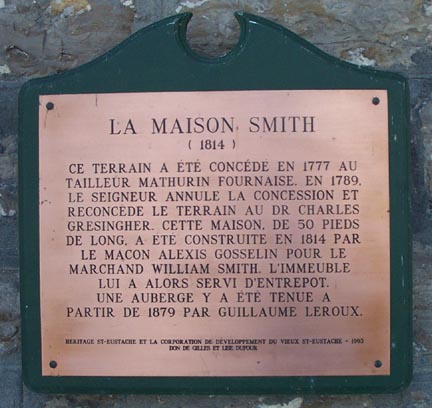 LA MAISON SMITH
( 1814 )
CE TERRAIN A ÉTÉ CONCÉDÉ EN 1777 AU
TAILLEUR MATHURIN FOURNAISE. EN 1789,
LE SEIGNEUR ANNULE LA CONCESSION ET
RECONCÈDE LE TERRAIN AU DR CHARLES
GRESINGHER. CETTE MAISON, DE 50 PIEDS
DE LONG, A ÉTÉ CONSTRUITE EN 1814 PAR
LE MAÇON ALEXIS GOSSELIN POUR LE
MARCHAND WILLIAM SMITH. L'IMMEUBLE
LUI A ALORS SERVI D'ENTREPOT.
UNE AUBERGE Y A ÉTÉ TENUE A
PARTIR DE 1879 PAR GUILLAUME LEROUX.
HÉRITAGE ST-EUSTACHE ET LA CORPORATION DE DÉVELOPPEMENT DU VIEUX ST-EUSTACHE - 1993
DON DE GILLES ET LISE DUFOUR